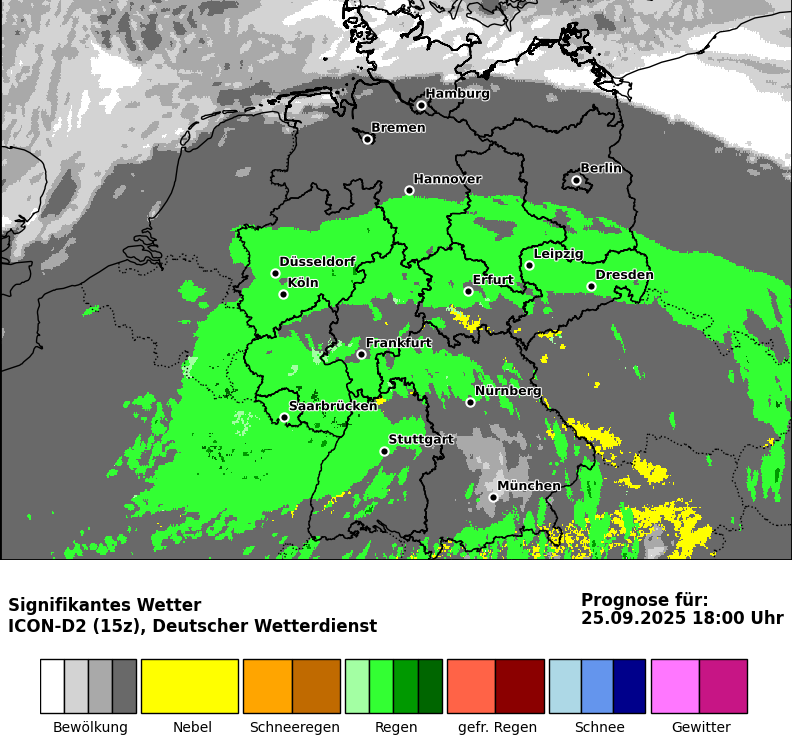 Hamburg
Bremen
Berlin
Hannover
Düsseldorf
Leipzig
Dresden
Köln
Erfurt
Frankfurt
Nürnberg
Saarbrücken
Stuttgart
München
Signifikantes Wetter
ICON-D2 (15z), Deutscher Wetterdienst
Prognose für:
25.09.2025 18:00 Uhr
Bewölkung Nebel Schneeregen Regen gefr. Regen Schnee Gewitter